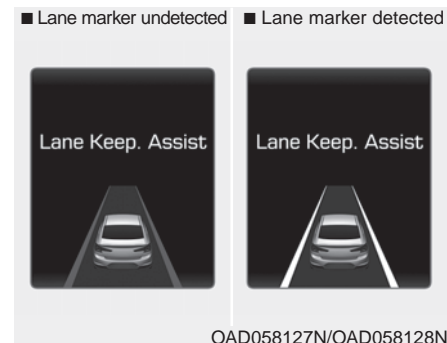 ■ Lane marker undetected
■ Lane marker detected
Lane Keep. Assist
Lane Keep. Assist
OAD058127N/OAD058128N